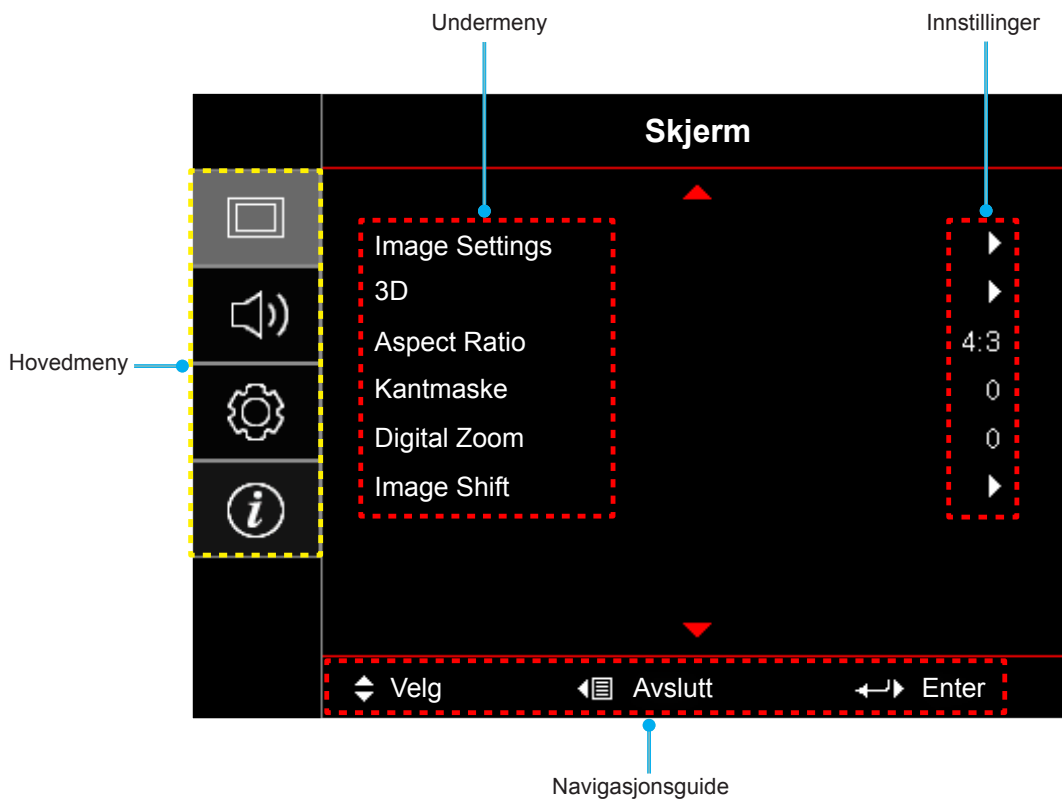 Undermeny
Innstillinger
Skjerm
Image Settings
3D
Aspect Ratio 4:3
Hovedmeny
Kantmaske 0
Digital Zoom 0
Image Shift
Velg Avslutt Enter
Navigasjonsguide